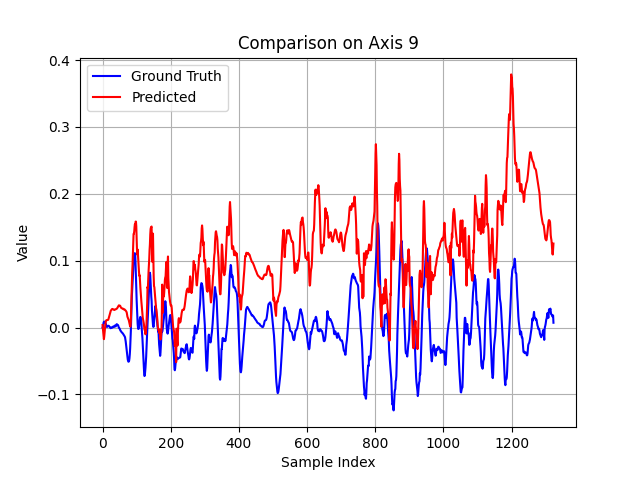 Comparison on Axis 9
Ground Truth
Predicted
0.4
0.3
0.2
0.1
0.0
−0.1
Value
0 200 400 600 800 1000 1200
Sample Index